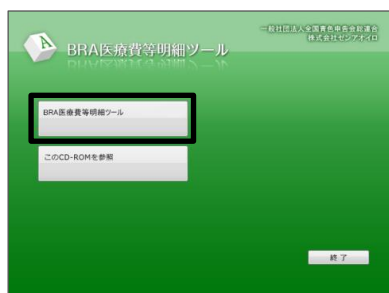 一般社団法人全国青色申告会総連合
株式会社ゼンアオイロ
BRA医療費等明細ツール
BRA医療費等明細ツール
このCD-ROMを参照
終了